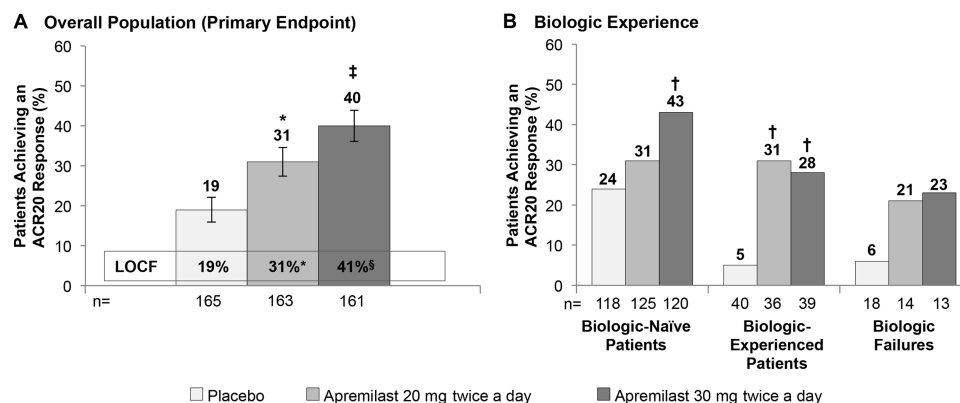 A Overall Population (Primary Endpoint)
Patients Achieving an
ACR20 Response (%)
60
50
40
30
20
10
0
19
*
31
‡
40
LOCF 19% 31%* 41%§
n= 165 163 161
B Biologic Experience
Patients Achieving an
ACR20 Response (%)
60
50
40
30
20
10
0
24
31
†
43
5
†
31
†
28
6
21
23
n= 118 125 120 40 36 39 18 14 13
Biologic-Naïve
Patients
Biologic-
Experienced
Patients
Biologic
Failures
Placebo Apremilast 20 mg twice a day Apremilast 30 mg twice a day